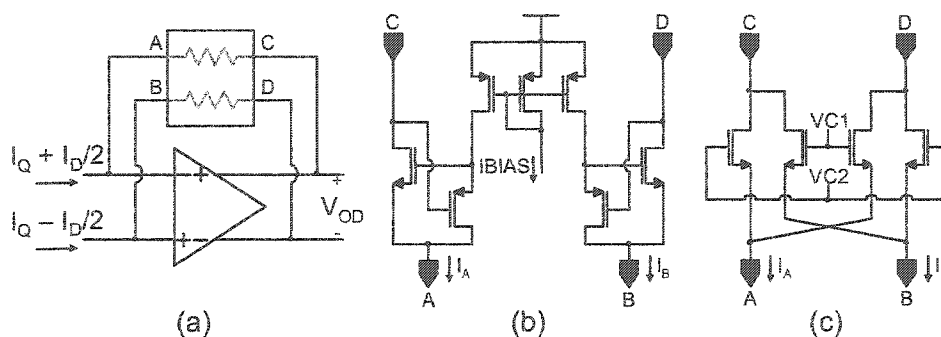 A C
B D
I_Q + I_D/2
I_Q – I_D/2
+
V_OD
-
(a)
C D
IBIAS
I_A I_B
A B
(b)
C D
VC1
VC2
I_A I
A B
(c)